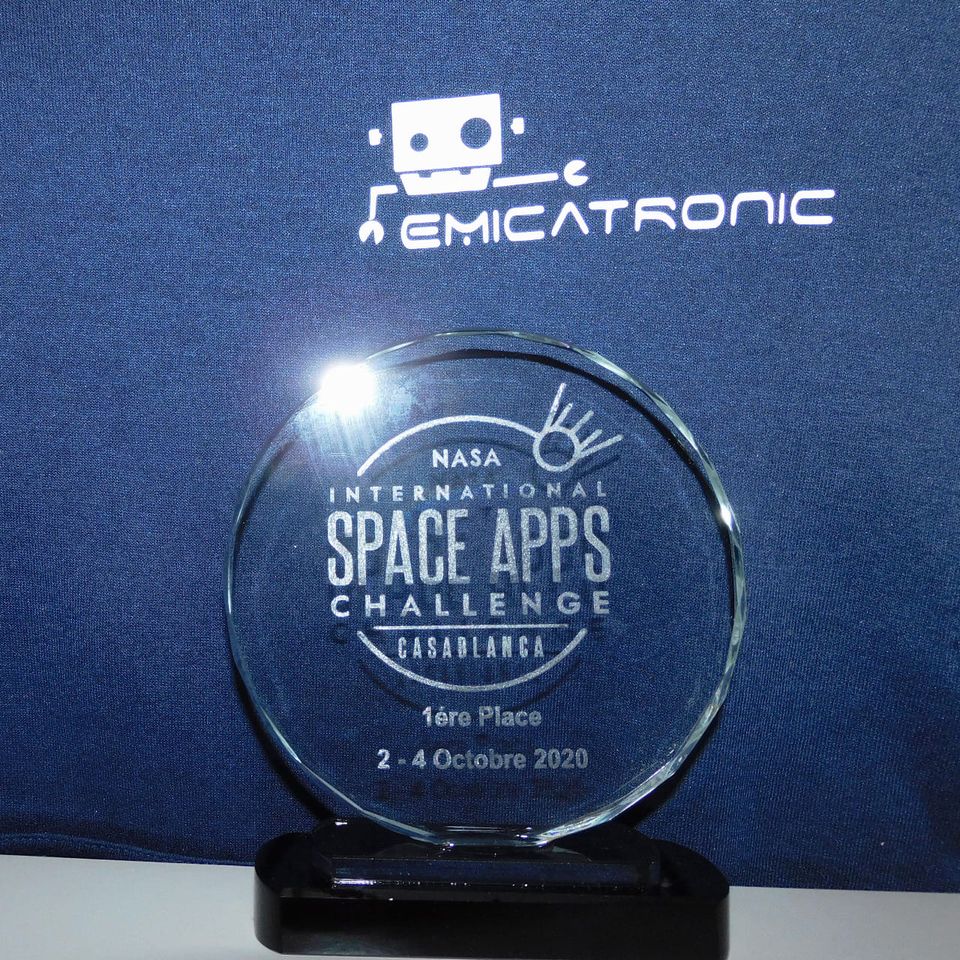 EMICATRONIC
NASA
INTERNATIONAL
SPACE APPS
CHALLENGE
CASABLANCA
1ére Place
2 - 4 Octobre 2020